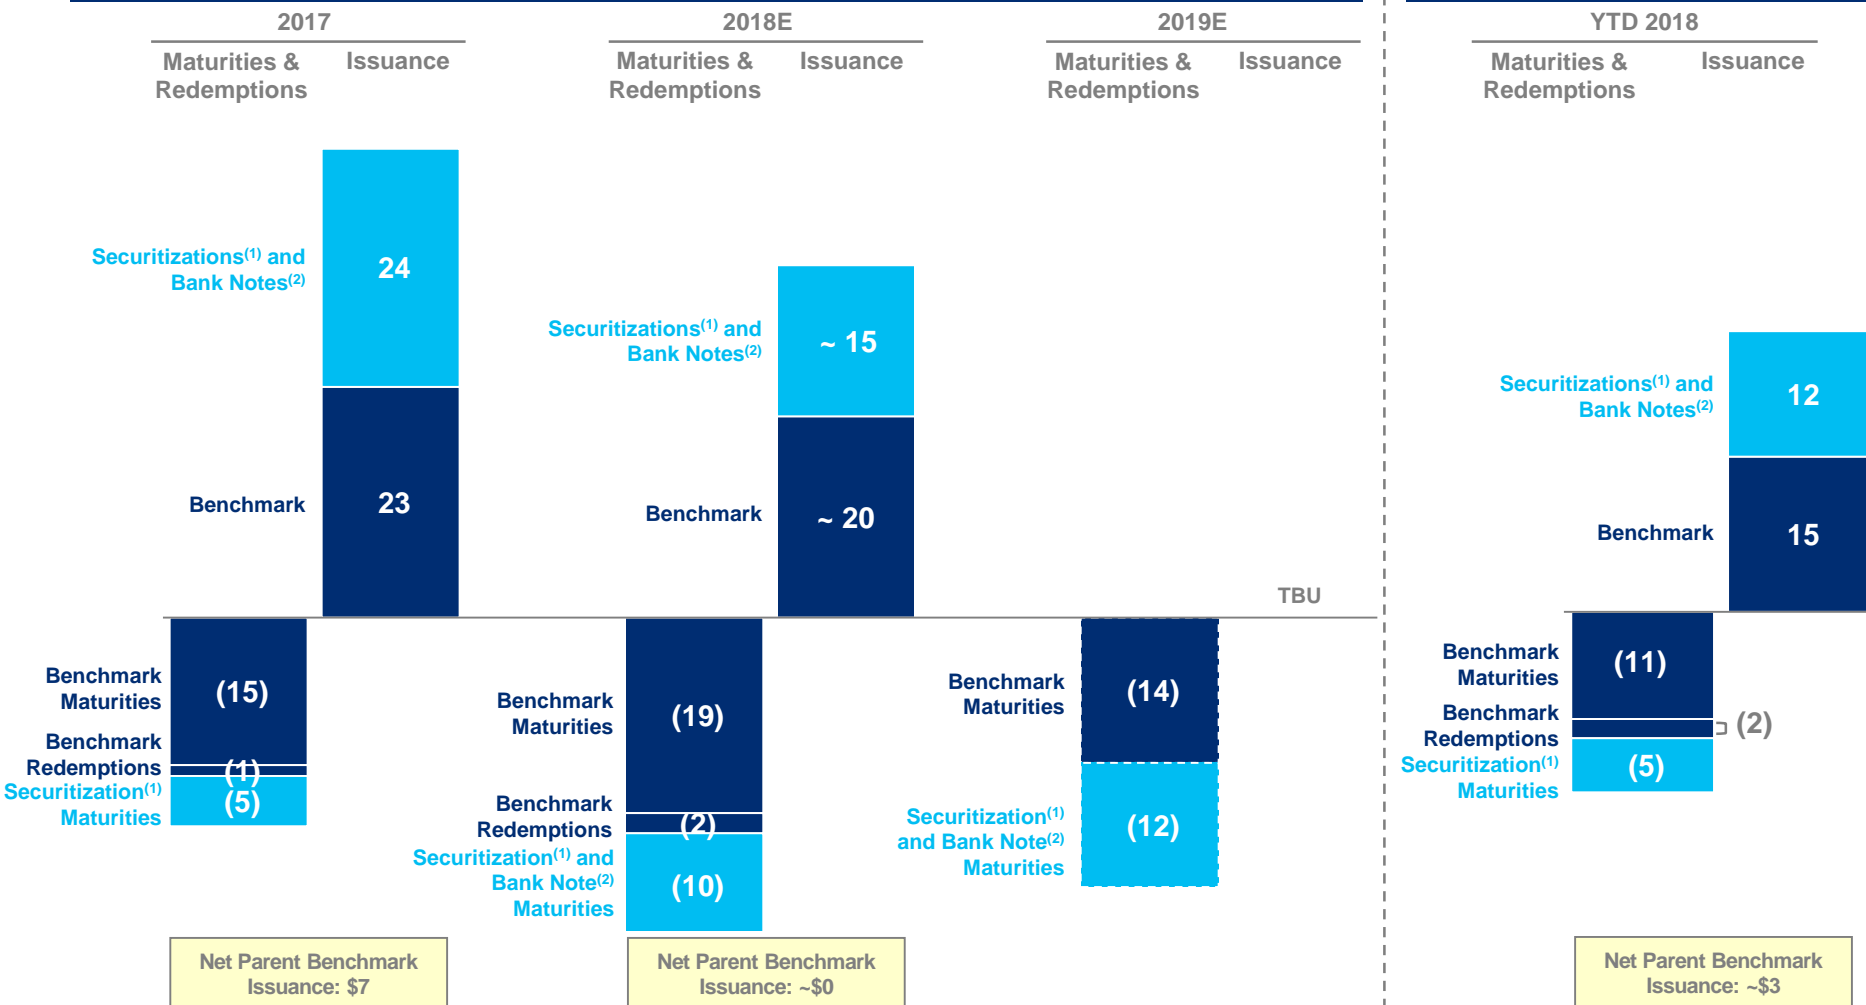 2017
Maturities &
Redemptions
Issuance
Securitizations(1) and
Bank Notes(2)
24
Benchmark
23
Benchmark
Maturities
(15)
Benchmark
Redemptions
(1)
Securitization(1)
Maturities
(5)
Net Parent Benchmark
Issuance: $7
2018E
Maturities &
Redemptions
Issuance
Securitizations(1) and
Bank Notes(2)
~ 15
Benchmark
~ 20
Benchmark
Maturities
(19)
Benchmark
Redemptions
(2)
Securitization(1) and
Bank Note(2)
Maturities
(10)
Net Parent Benchmark
Issuance: ~$0
2019E
Maturities &
Redemptions
Issuance
TBU
Benchmark
Maturities
(14)
Securitization(1)
and Bank Note(2)
Maturities
(12)
YTD 2018
Maturities &
Redemptions
Issuance
Securitizations(1) and
Bank Notes(2)
12
Benchmark
15
Benchmark
Maturities
(11)
Benchmark
Redemptions
(2)
Securitization(1)
Maturities
(5)
Net Parent Benchmark
Issuance: ~$3